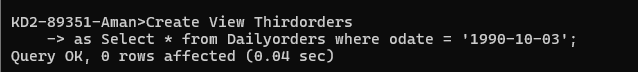 KD2-89351-Aman>Create View Thirdorders
    -> as Select * from Dailyorders where odate = '1990-10-03';
Query OK, 0 rows affected (0.04 sec)